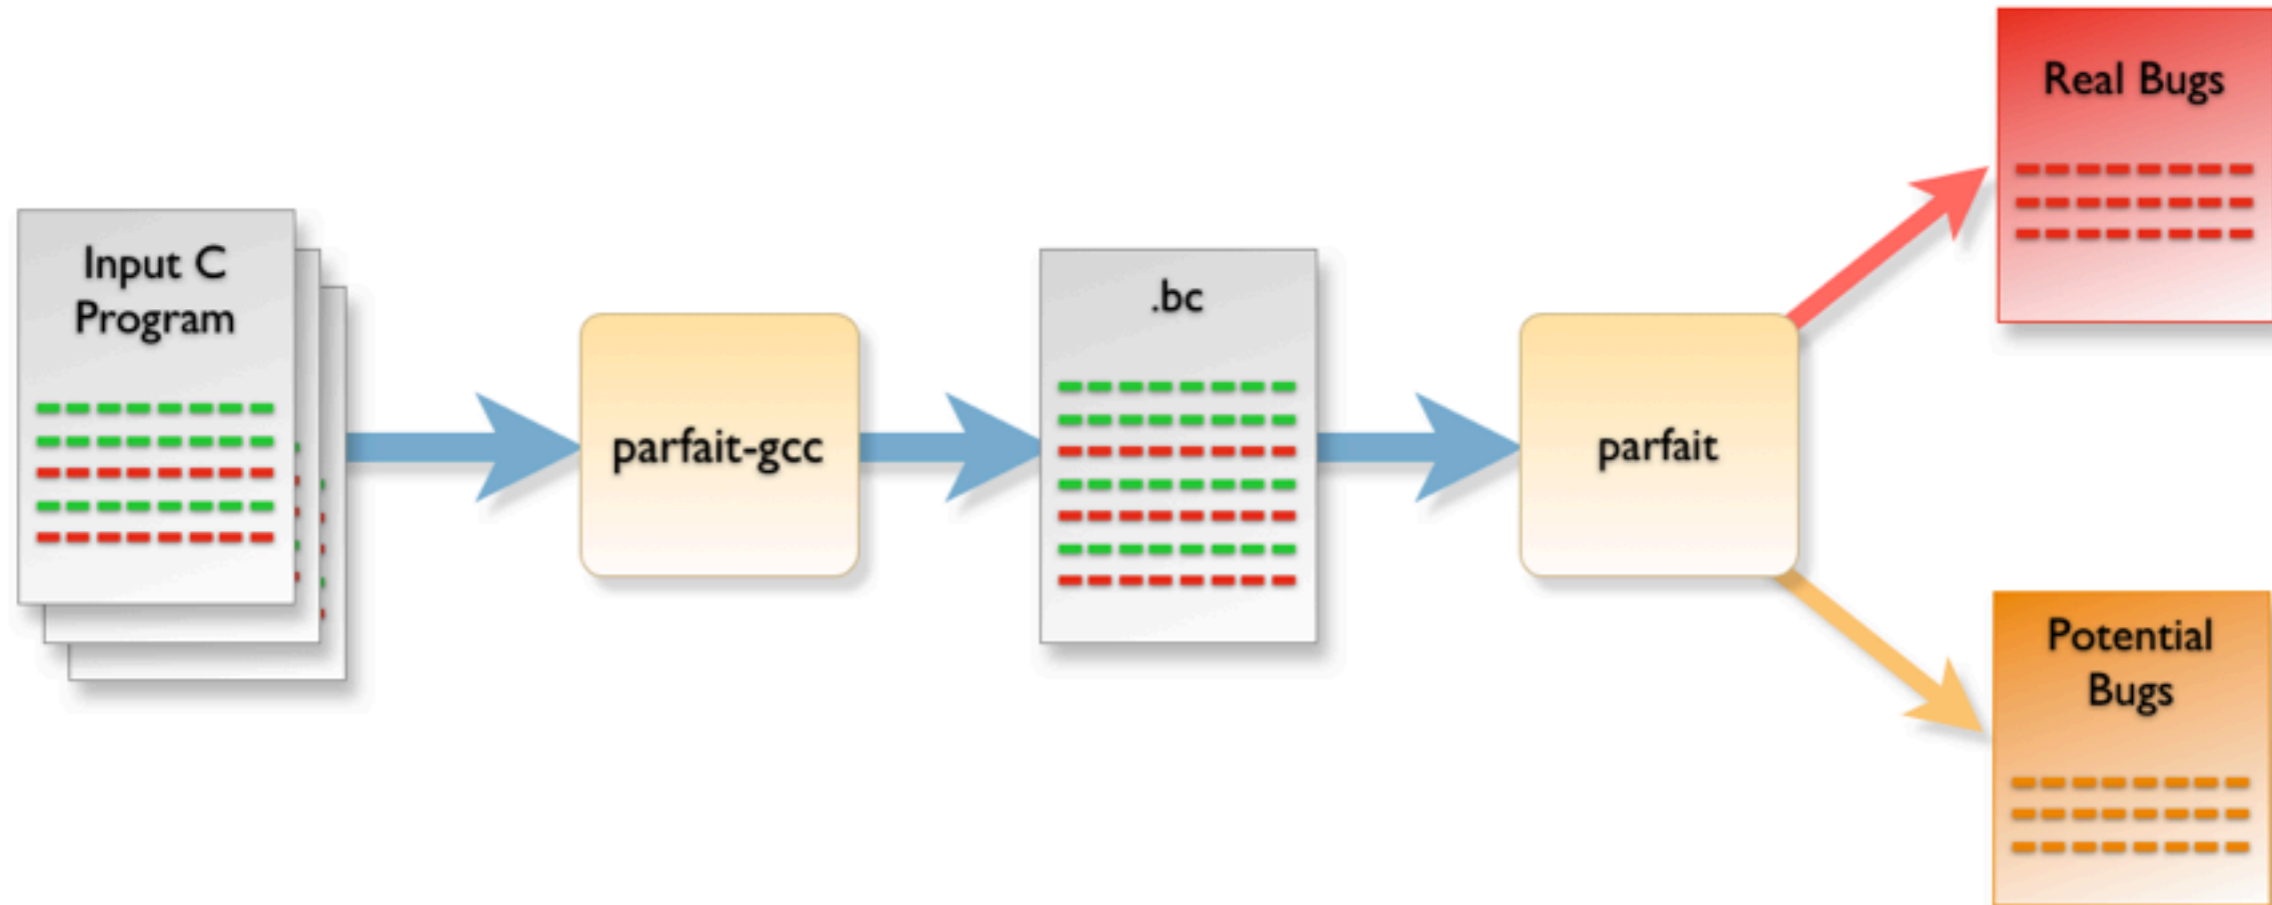 Input C
Program
parfait-gcc
.bc
parfait
Real Bugs
Potential
Bugs